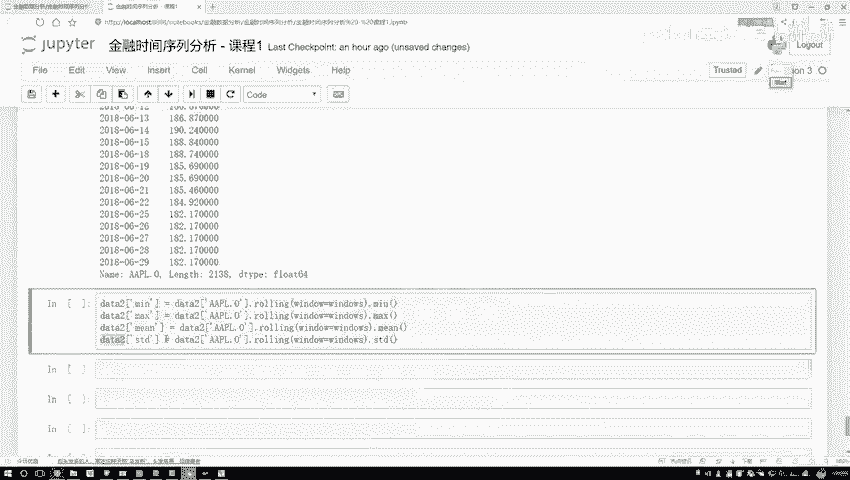 jupyter 金融时间序列分析 - 课程1 Last Checkpoint: an hour ago (unsaved changes)
Logout
File Edit View Insert Cell Kernel Widgets Help
Trusted
Code
2018-06-13 186.870000
2018-06-14 190.240000
2018-06-15 188.840000
2018-06-18 188.740000
2018-06-19 185.690000
2018-06-20 185.690000
2018-06-21 185.460000
2018-06-22 184.920000
2018-06-25 182.170000
2018-06-26 182.170000
2018-06-27 182.170000
2018-06-28 182.170000
2018-06-29 182.170000
Name: AAPL.O, Length: 2138, dtype: float64
In [ ]: data2['min'] = data2['AAPL.O'].rolling(window=windows).min()
data2['max'] = data2['AAPL.O'].rolling(window=windows).max()
data2['mean'] = data2['AAPL.O'].rolling(window=windows).mean()
data2['std'] = data2['AAPL.O'].rolling(window=windows).std()
In [ ]:
In [ ]:
In [ ]: